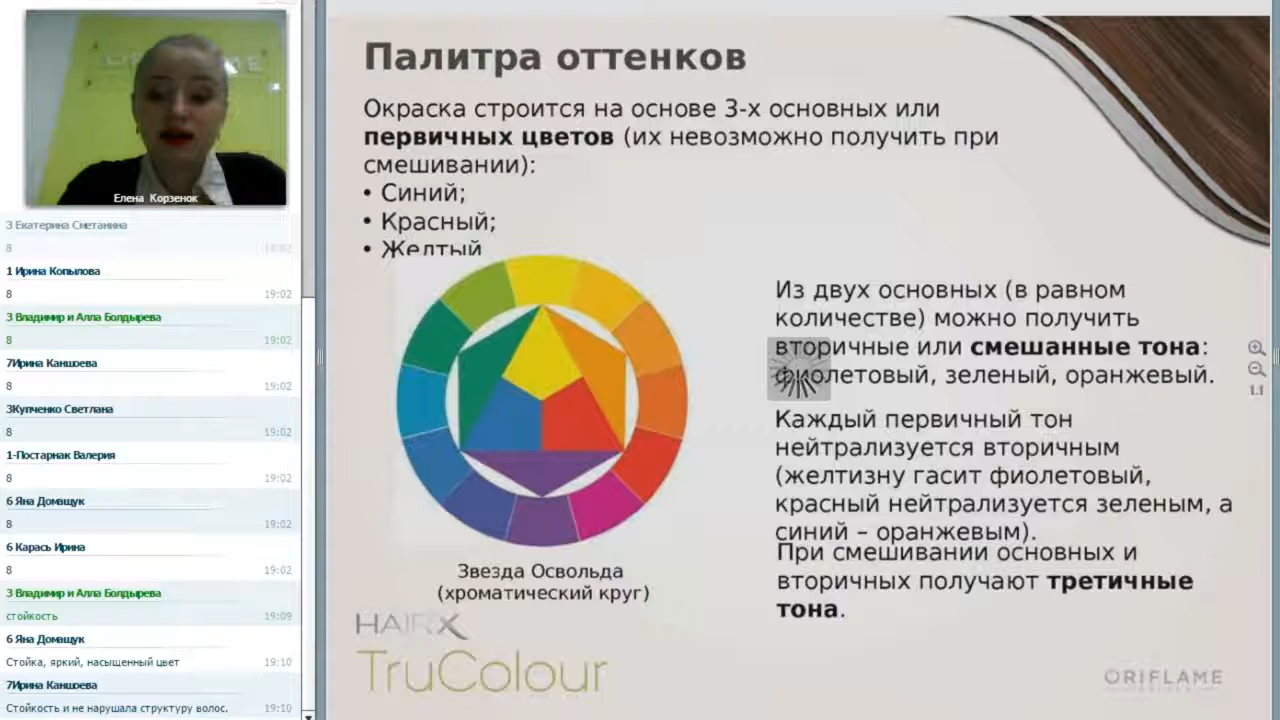 ORIFLAME
Елена Корзенок
3 Екатерина Сметанина
8 19:02
1 Ирина Копылова
8 19:02
3 Владимир и Алла Болдырева
8 19:02
7Ирина Каншоева
8 19:02
3Купченко Светлана
8 19:02
1-Постарнак Валерия
8 19:02
6 Яна Домащук
8 19:02
6 Карась Ирина
8 19:02
3 Владимир и Алла Болдырева
стойкость 19:09
6 Яна Домащук
Стойка, яркий, насыщенный цвет 19:10
7Ирина Каншоева
Стойкость и не нарушала структуру волос. 19:10
Палитра оттенков
Окраска строится на основе 3-х основных или
первичных цветов (их невозможно получить при
смешивании):
• Синий;
• Красный;
• Желтый
Звезда Освольда
(хроматический круг)
Из двух основных (в равном
количестве) можно получить
вторичные или смешанные тона:
фиолетовый, зеленый, оранжевый.
Каждый первичный тон
нейтрализуется вторичным
(желтизну гасит фиолетовый,
красный нейтрализуется зеленым, а
синий – оранжевым).
При смешивании основных и
вторичных получают третичные
тона.
1:1
HAIRX
TruColour
ORIFLAME